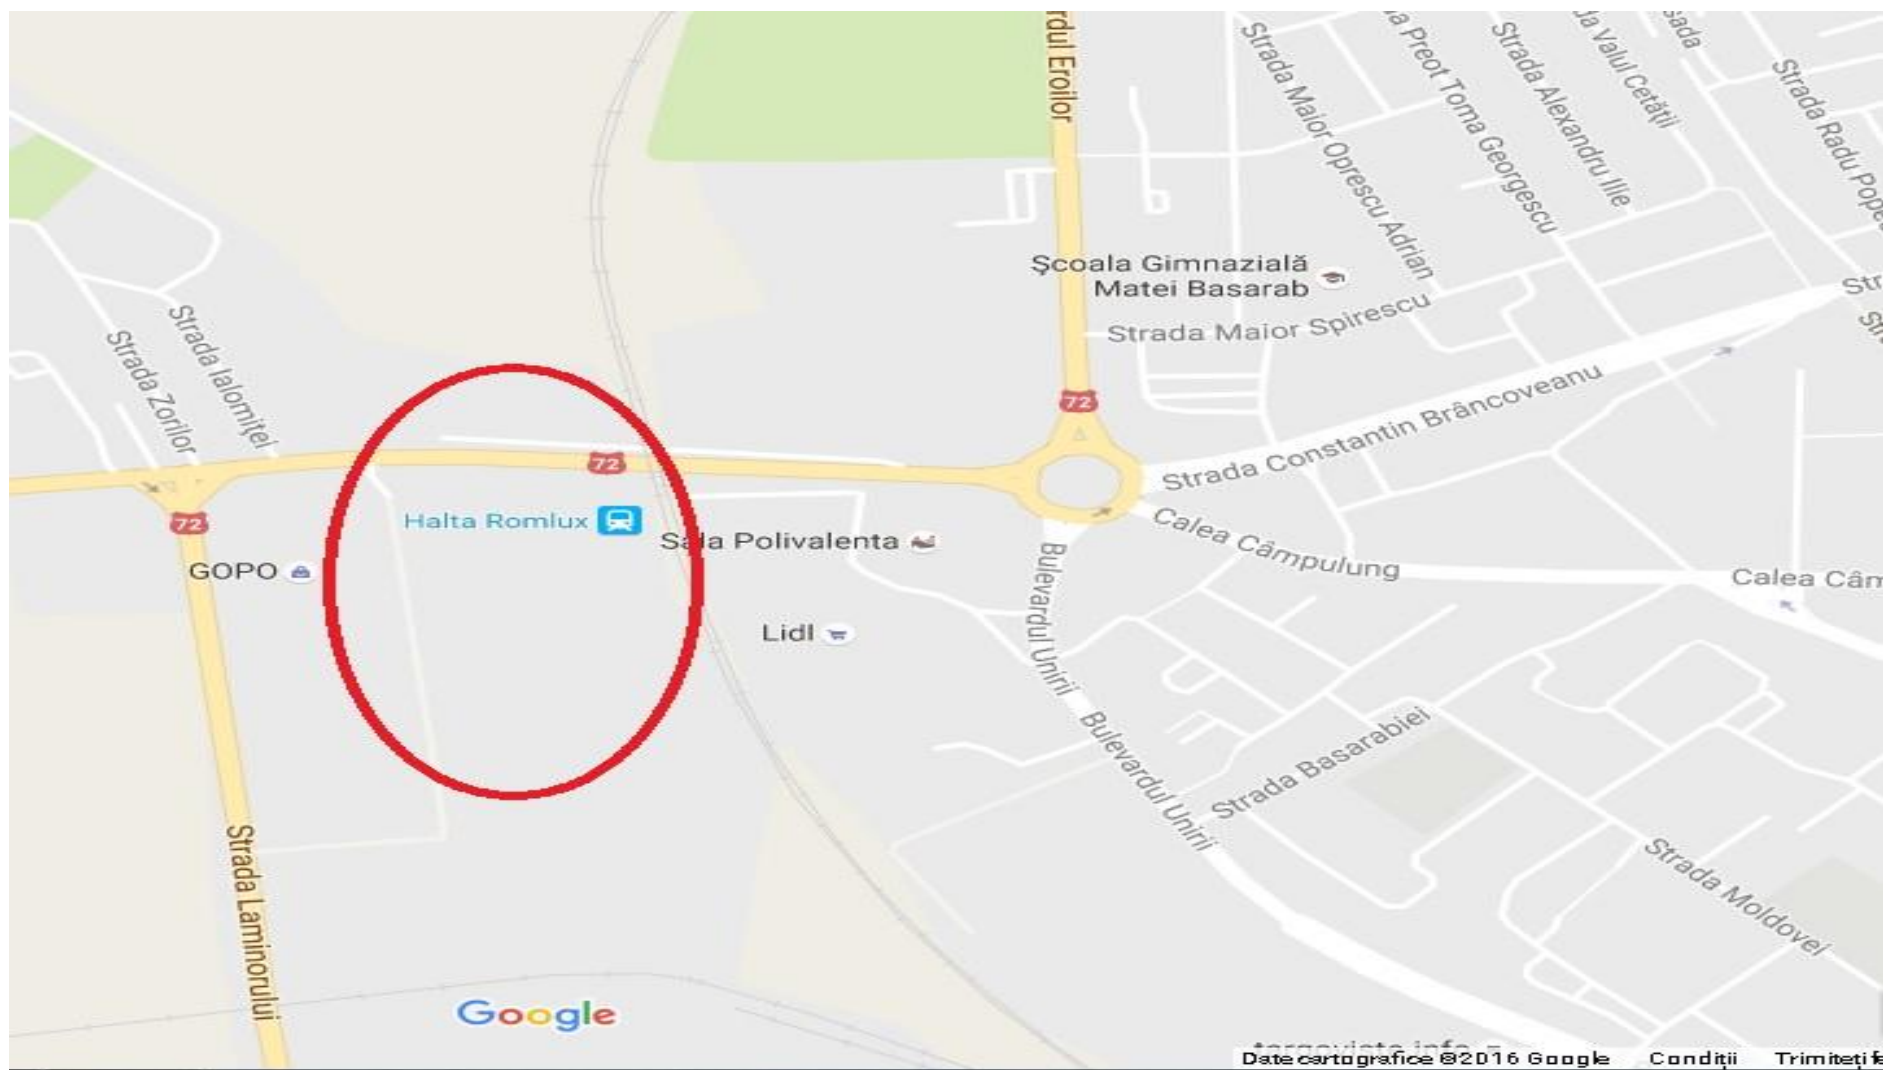 rdul Eroilor
Strada Maior Oprescu Adrian
Preot Toma Georgescu
Strada Alexandru Ilie
Valul Cetății
Strada Radu Pope
Școala Gimnazială
Matei Basarab
Strada Maior Spirescu
Str
Strada Ialomiței
Strada Zorilor
Strada Constantin Brâncoveanu
72
72
72
Halta Romlux
Sala Polivalenta
Calea Câmpulung
Calea Câm
GOPO
Lidl
Bulevardul Unirii
Bulevardul Unirii
Strada Basarabiei
Strada Moldovei
Strada Laminorului
Google
Date cartografice ©2016 Google Condiții Trimiteți fe